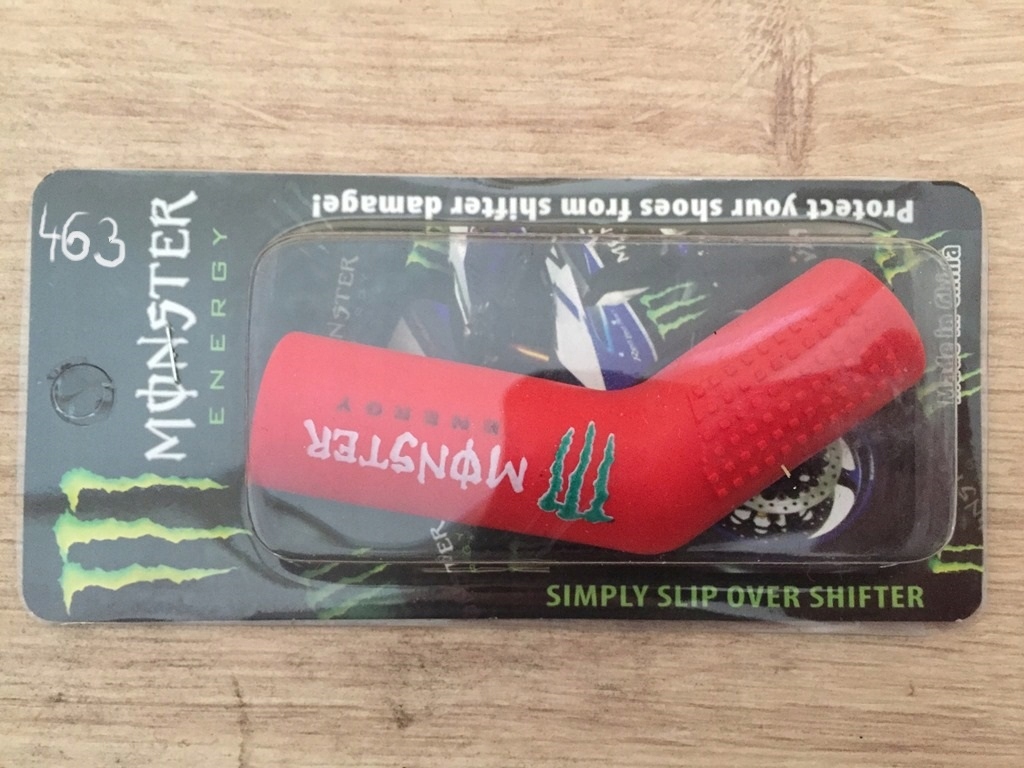 463
MONSTER
ENERGY
Protect your shoes from shifter damage!
Made in China
MONSTER
ENERGY
SIMPLY SLIP OVER SHIFTER